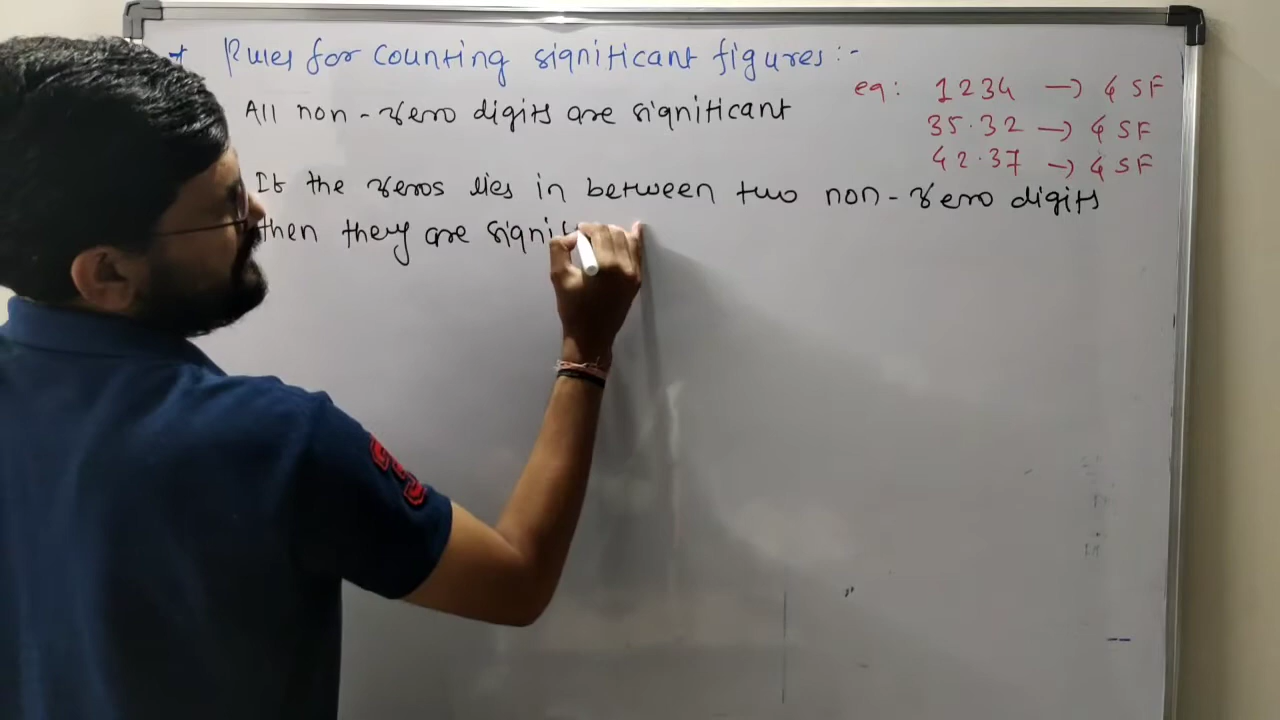 Rules for counting significant figures :-
eg: 1234 → 4 SF
All non-zero digits are significant
35.32 → 4 SF
42.37 → 4 SF
If the zeros lies in between two non-zero digits
then they are signif